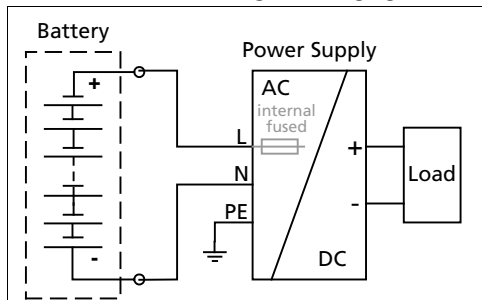 Battery
Power Supply
+
AC
internal
fused
L
N
+
Load
PE
-
-
DC